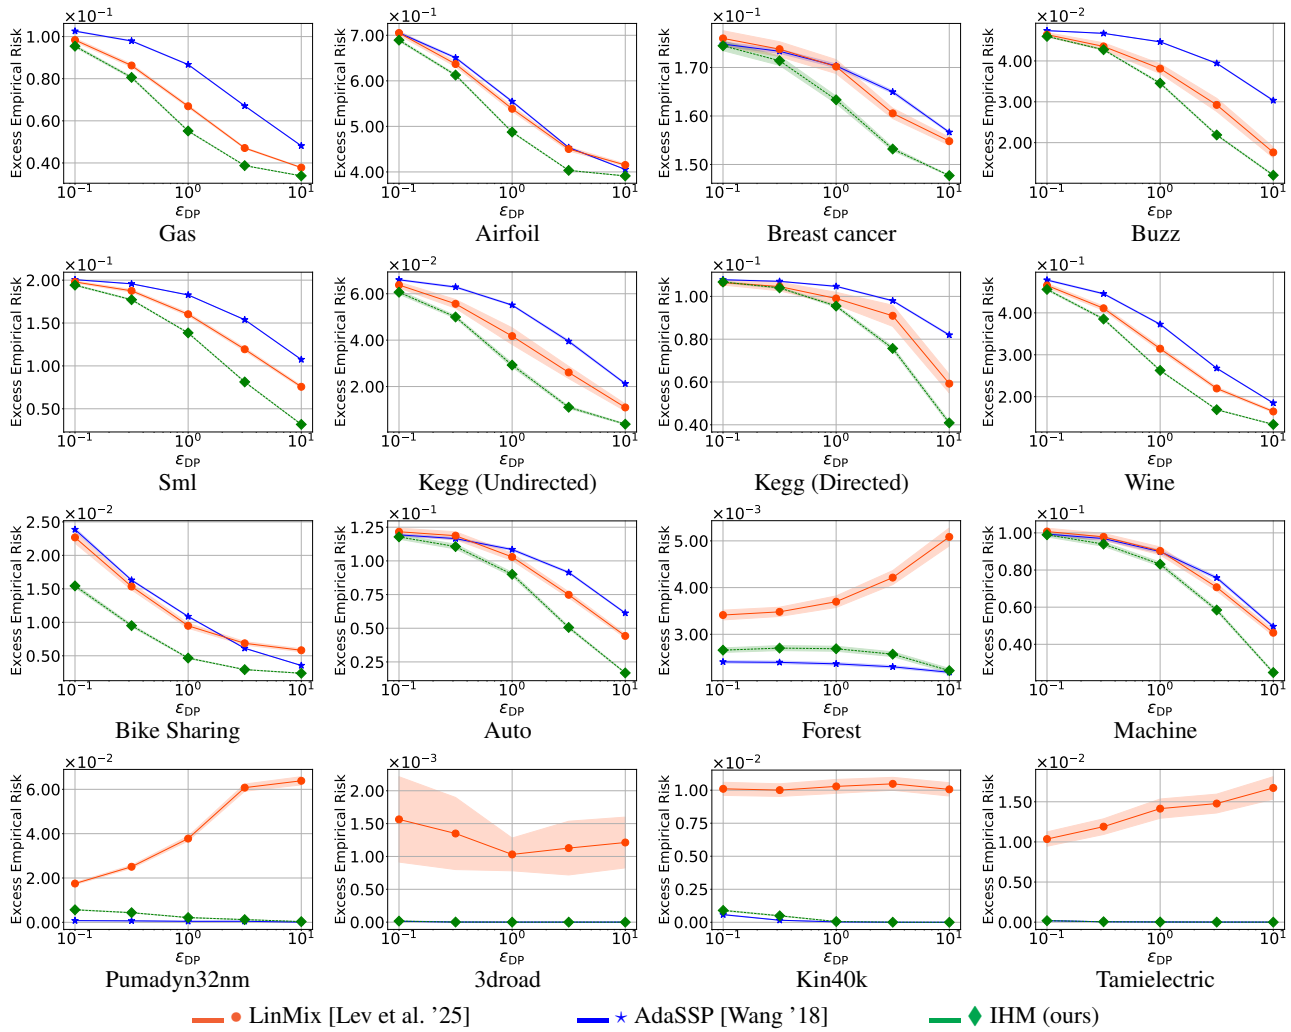 ×10⁻¹
Excess Empirical Risk
1.00
0.80
0.60
0.40
10⁻¹ 10⁰ 10¹
ε_DP
Gas
×10⁻¹
Excess Empirical Risk
7.00
6.00
5.00
4.00
10⁻¹ 10⁰ 10¹
ε_DP
Airfoil
×10⁻¹
Excess Empirical Risk
1.70
1.60
1.50
10⁻¹ 10⁰ 10¹
ε_DP
Breast cancer
×10⁻²
Excess Empirical Risk
4.00
3.00
2.00
10⁻¹ 10⁰ 10¹
ε_DP
Buzz
×10⁻¹
Excess Empirical Risk
2.00
1.50
1.00
0.50
10⁻¹ 10⁰ 10¹
ε_DP
Sml
×10⁻²
Excess Empirical Risk
6.00
4.00
2.00
10⁻¹ 10⁰ 10¹
ε_DP
Kegg (Undirected)
×10⁻¹
Excess Empirical Risk
1.00
0.80
0.60
0.40
10⁻¹ 10⁰ 10¹
ε_DP
Kegg (Directed)
×10⁻¹
Excess Empirical Risk
4.00
3.00
2.00
10⁻¹ 10⁰ 10¹
ε_DP
Wine
×10⁻²
Excess Empirical Risk
2.50
2.00
1.50
1.00
0.50
10⁻¹ 10⁰ 10¹
ε_DP
Bike Sharing
×10⁻¹
Excess Empirical Risk
1.25
1.00
0.75
0.50
0.25
10⁻¹ 10⁰ 10¹
ε_DP
Auto
×10⁻³
Excess Empirical Risk
5.00
4.00
3.00
10⁻¹ 10⁰ 10¹
ε_DP
Forest
×10⁻¹
Excess Empirical Risk
1.00
0.80
0.60
0.40
10⁻¹ 10⁰ 10¹
ε_DP
Machine
×10⁻²
Excess Empirical Risk
6.00
4.00
2.00
0.00
10⁻¹ 10⁰ 10¹
ε_DP
Pumadyn32nm
×10⁻³
Excess Empirical Risk
2.00
1.50
1.00
0.50
0.00
10⁻¹ 10⁰ 10¹
ε_DP
3droad
×10⁻²
Excess Empirical Risk
1.00
0.75
0.50
0.25
0.00
10⁻¹ 10⁰ 10¹
ε_DP
Kin40k
×10⁻²
Excess Empirical Risk
1.50
1.00
0.50
0.00
10⁻¹ 10⁰ 10¹
ε_DP
Tamielectric
LinMix [Lev et al. ’25] AdaSSP [Wang ’18] IHM (ours)